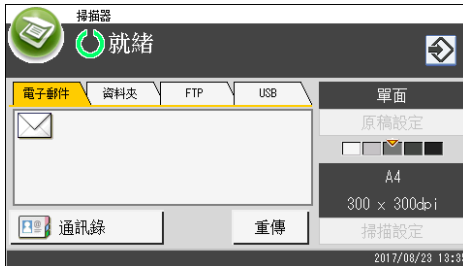 掃描器
就緒
電子郵件 資料夾 FTP USB
單面
原稿設定
A4
300 × 300dpi
通訊錄 重傳 掃描設定
2017/08/23 13:35